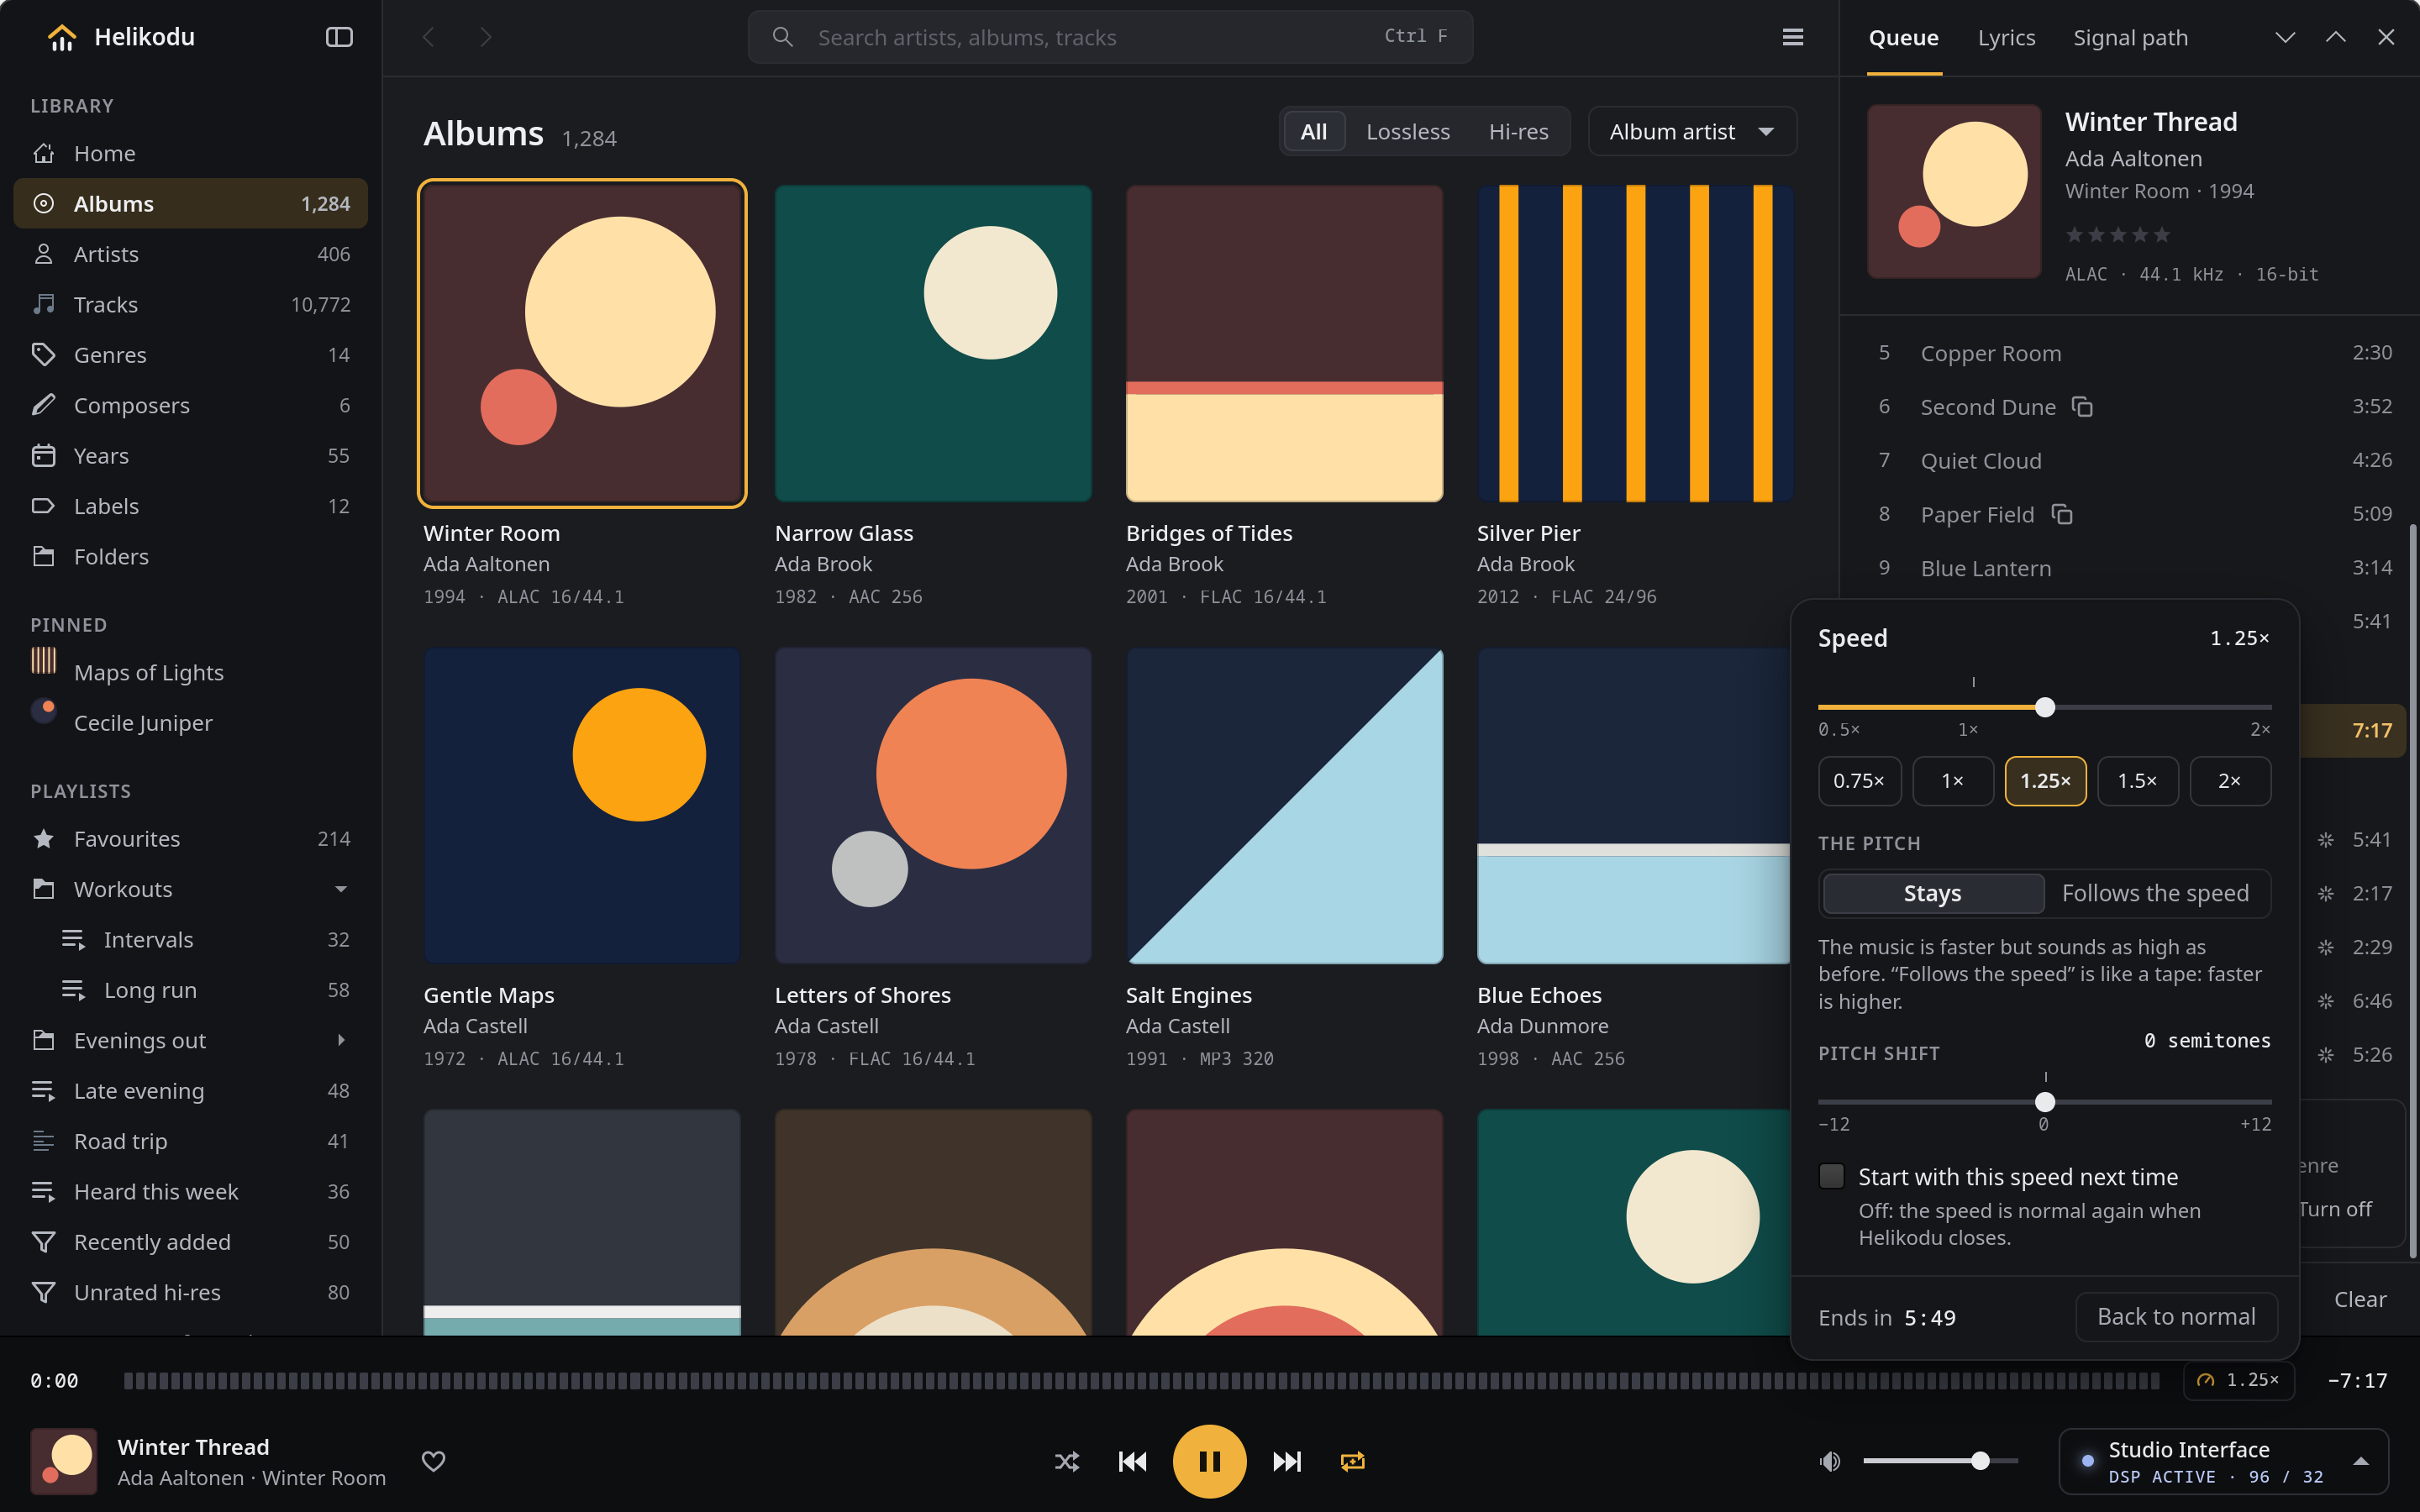 Helikodu
LIBRARY
Home
Albums 1,284
Artists 406
Tracks 10,772
Genres 14
Composers 6
Years 55
Labels 12
Folders
PINNED
Maps of Lights
Cecile Juniper
PLAYLISTS
Favourites 214
Workouts
Intervals 32
Long run 58
Evenings out
Late evening 48
Road trip 41
Heard this week 36
Recently added 50
Unrated hi-res 80
Search artists, albums, tracks Ctrl F
Albums 1,284
All Lossless Hi-res Album artist
Winter Room
Ada Aaltonen
1994 · ALAC 16/44.1
Narrow Glass
Ada Brook
1982 · AAC 256
Bridges of Tides
Ada Brook
2001 · FLAC 16/44.1
Silver Pier
Ada Brook
2012 · FLAC 24/96
Gentle Maps
Ada Castell
1972 · ALAC 16/44.1
Letters of Shores
Ada Castell
1978 · FLAC 16/44.1
Salt Engines
Ada Castell
1991 · MP3 320
Blue Echoes
Ada Dunmore
1998 · AAC 256
Queue Lyrics Signal path
Winter Thread
Ada Aaltonen
Winter Room · 1994
ALAC · 44.1 kHz · 16-bit
5 Copper Room 2:30
6 Second Dune 3:52
7 Quiet Cloud 4:26
8 Paper Field 5:09
9 Blue Lantern 3:14
5:41
7:17
5:41
2:17
2:29
6:46
5:26
Turn off
Clear
Speed 1.25×
0.5× 1× 2×
0.75× 1× 1.25× 1.5× 2×
THE PITCH
Stays Follows the speed
The music is faster but sounds as high as
before. “Follows the speed” is like a tape: faster
is higher.
PITCH SHIFT 0 semitones
−12 0 +12
Start with this speed next time
Off: the speed is normal again when
Helikodu closes.
Ends in 5:49 Back to normal
0:00 1.25× −7:17
Winter Thread
Ada Aaltonen · Winter Room
Studio Interface
DSP ACTIVE · 96 / 32